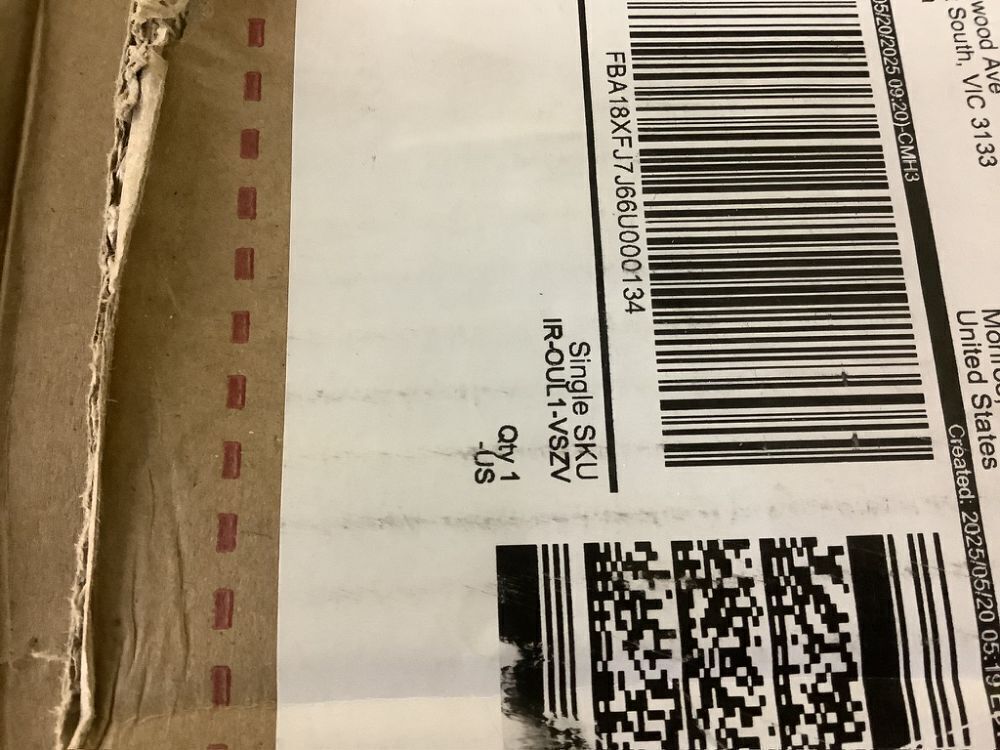 wood Ave
South, VIC 3133
United States
05/20/2025 09:20)-CMH3
Created: 2025/05/20 05:19
FBA18XFJ7J66U000134
Single SKU
IR-OUL1-VSZV
Qty 1
-US